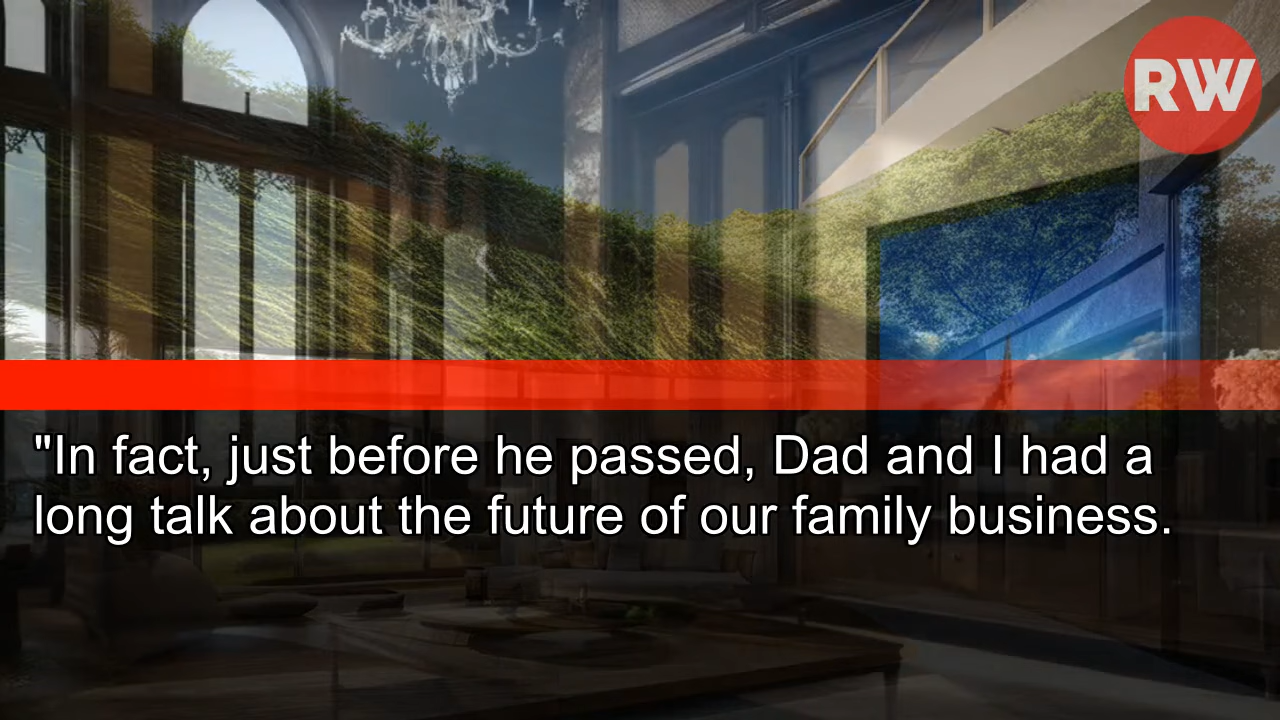 RW
"In fact, just before he passed, Dad and I had a
long talk about the future of our family business.